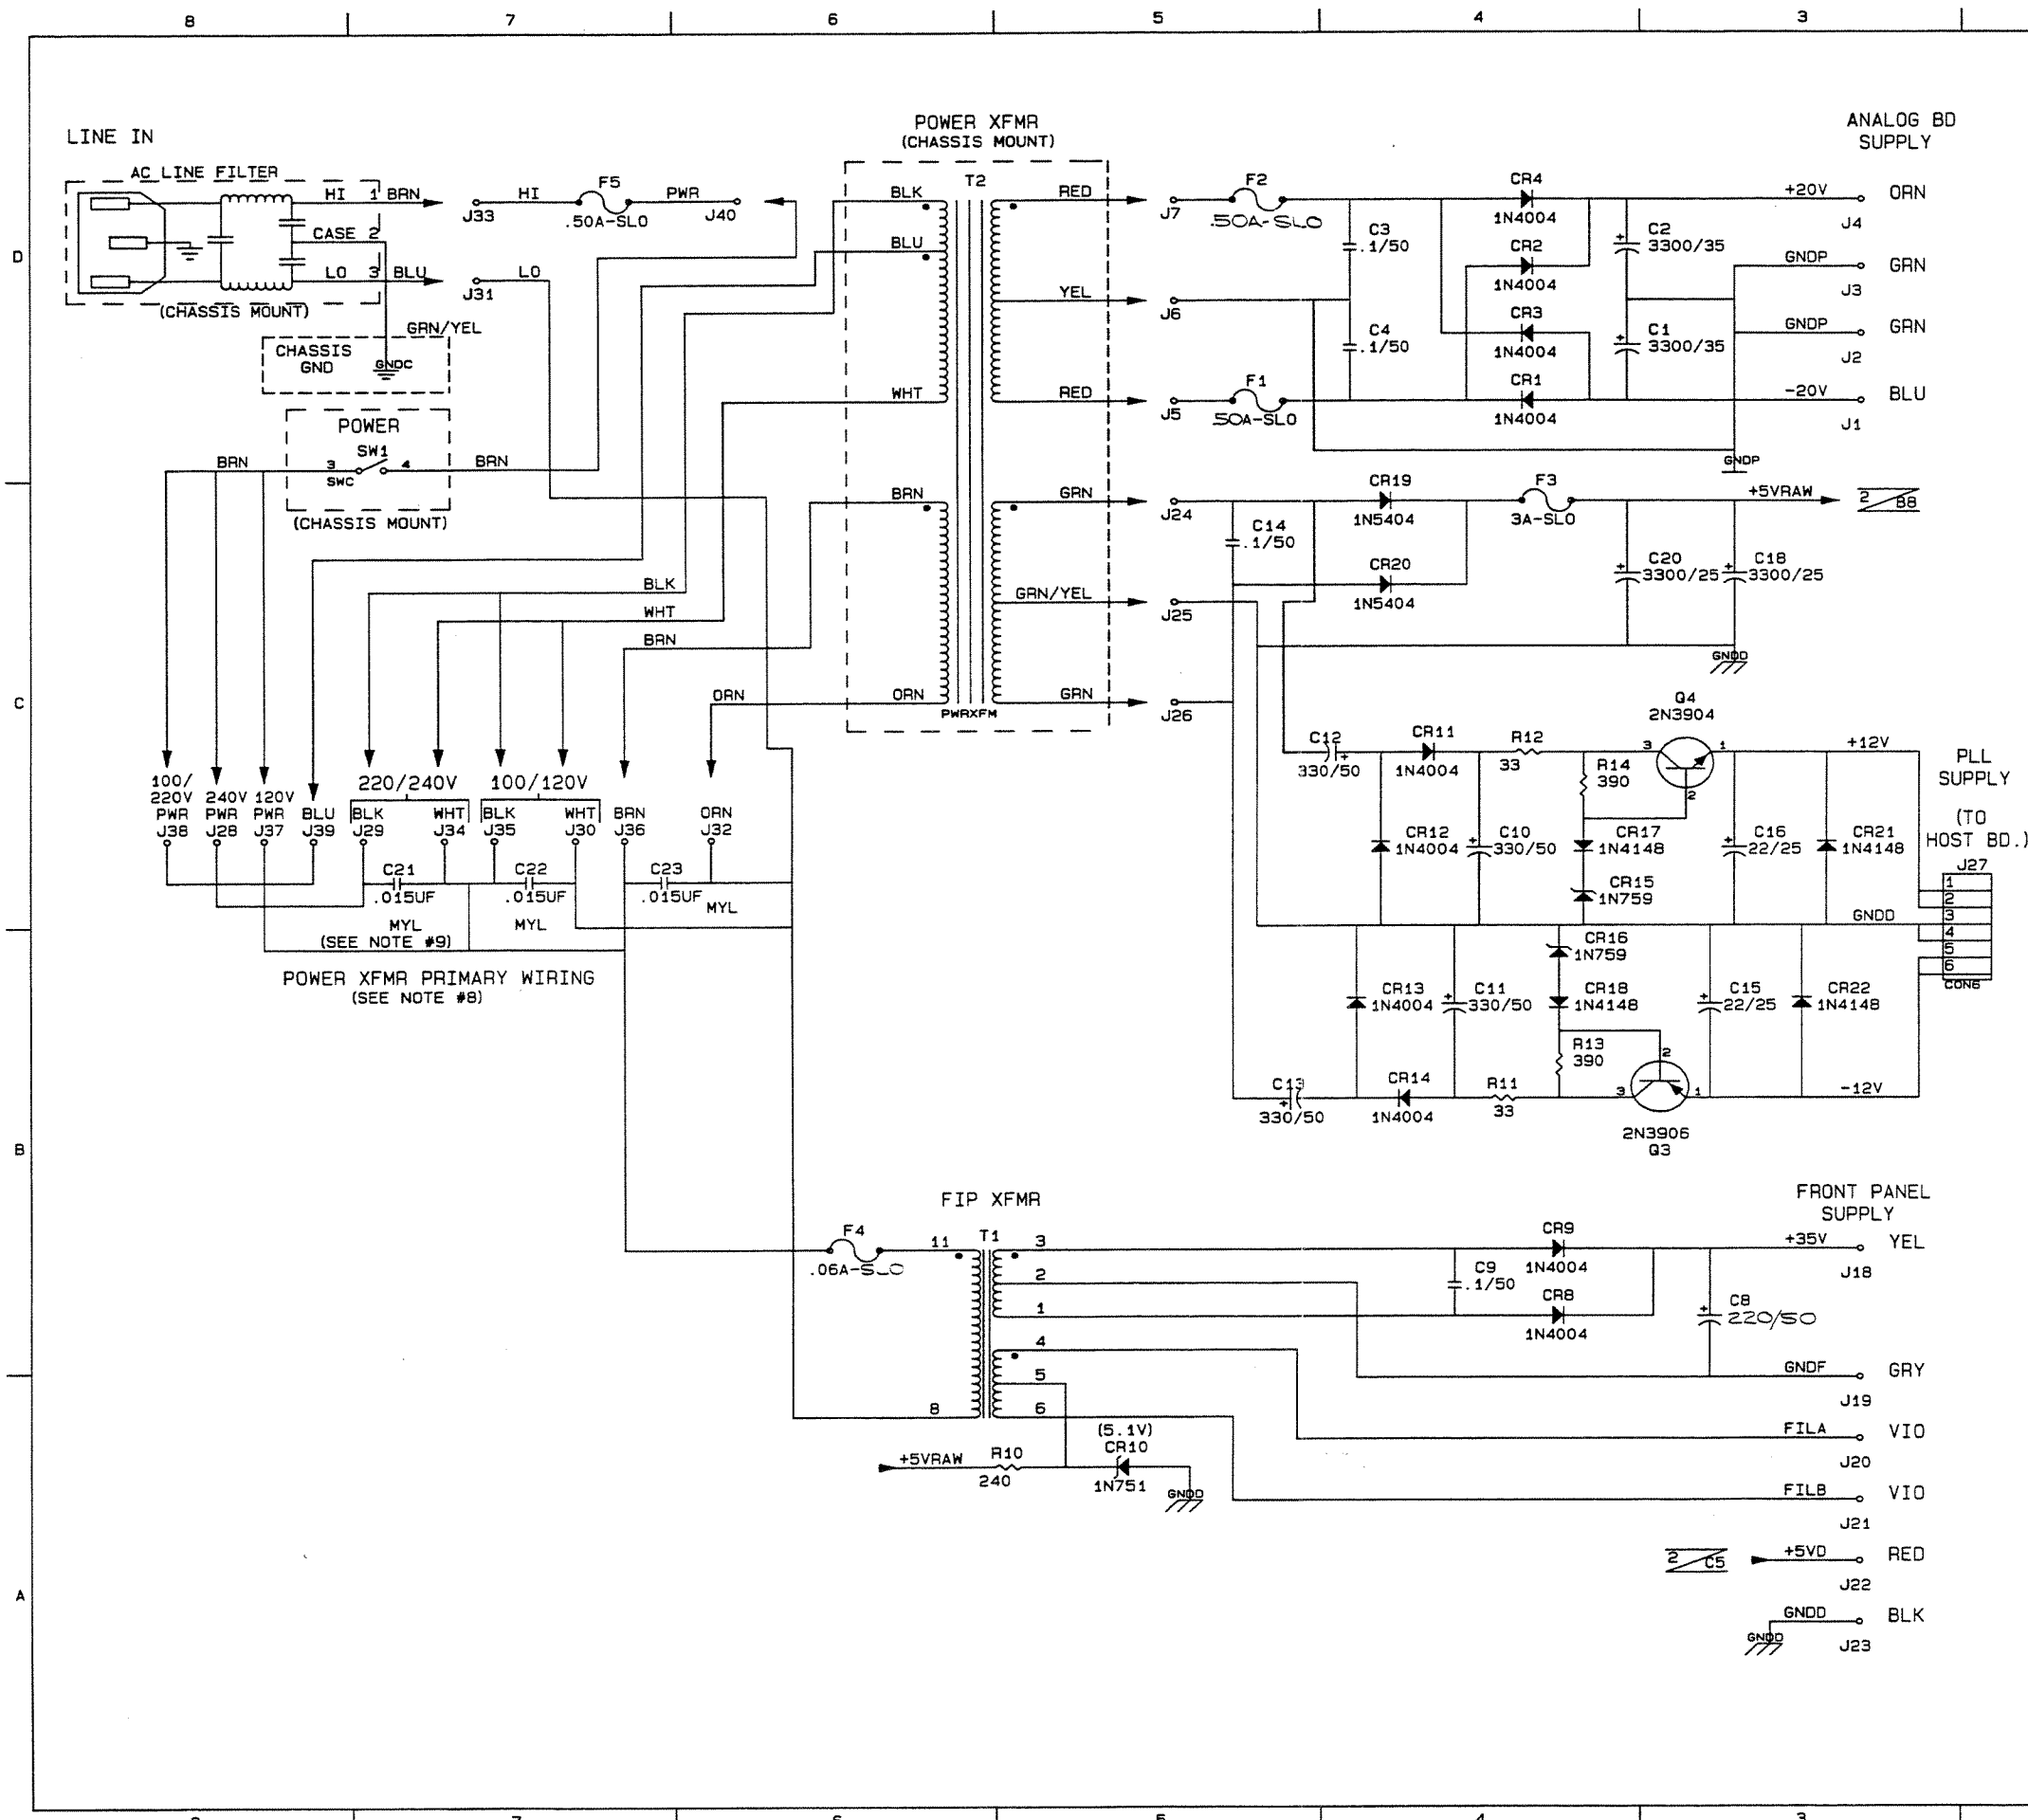 8 7 6 5 4 3
LINE IN
AC LINE FILTER
HI 1 BRN
CASE 2
LO 3 BLU
(CHASSIS MOUNT)
GRN/YEL
CHASSIS
GND
GNDC
J33
HI
F5
.50A-SLO
PWR
J40
J31
LO
POWER
SW1
3 4
SWC
(CHASSIS MOUNT)
BRN
BRN
POWER XFMR
(CHASSIS MOUNT)
T2
BLK
BLU
WHT
BRN
ORN
PWRXFM
RED
YEL
RED
GRN
GRN/YEL
GRN
J7
J6
J5
J24
J25
J26
F2
.50A-SLO
F1
.50A-SLO
C3
.1/50
C4
.1/50
CR4
1N4004
CR2
1N4004
CR3
1N4004
CR1
1N4004
C2
3300/35
C1
3300/35
ANALOG BD
SUPPLY
+20V ORN
J4
GNDP GRN
J3
GNDP GRN
J2
-20V BLU
J1
GNDP
C14
.1/50
CR19
1N5404
CR20
1N5404
F3
3A-SLO
+5VRAW
2 B8
C20
3300/25
C18
3300/25
GNDD
D
C
B
A
BLK
WHT
BRN
ORN
100/
220V
PWR
J38
240V
PWR
J28
120V
PWR
J37
BLU
J39
220/240V
BLK
J29
WHT
J34
100/120V
BLK
J35
WHT
J30
BRN
J36
ORN
J32
C21
.015UF
MYL
C22
.015UF
MYL
C23
.015UF
MYL
(SEE NOTE #9)
POWER XFMR PRIMARY WIRING
(SEE NOTE #8)
C12
330/50
CR11
1N4004
R12
33
Q4
2N3904
3 1
2
R14
390
+12V
CR12
1N4004
C10
330/50
CR17
1N4148
CR15
1N759
C16
22/25
CR21
1N4148
GNDD
PLL
SUPPLY
(TO
HOST BD.)
J27
1
2
3
4
5
6
CON6
CR16
1N759
CR13
1N4004
C11
330/50
CR18
1N4148
C15
22/25
CR22
1N4148
R13
390
C13
330/50
CR14
1N4004
R11
33
3 1
2
-12V
2N3906
Q3
FIP XFMR
T1
F4
.06A-SLO
11
8
3
2
1
4
5
6
CR9
1N4004
C9
.1/50
CR8
1N4004
C8
220/50
FRONT PANEL
SUPPLY
+35V YEL
J18
GNDF GRY
J19
FILA VIO
J20
FILB VIO
J21
+5VRAW
R10
240
(5.1V)
CR10
1N751
GNDD
2 C5
+5VD RED
J22
GNDD BLK
GNDD
J23
7 6 5 4 3